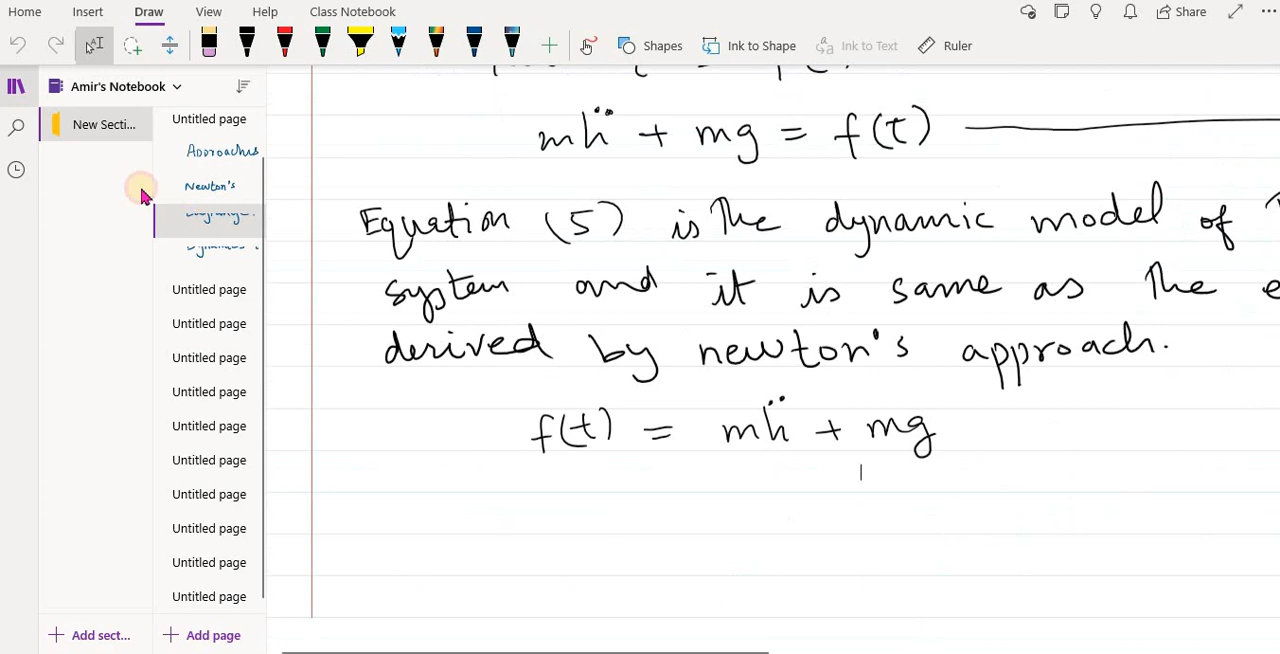 Home Insert Draw View Help Class Notebook Share
Shapes Ink to Shape Ink to Text Ruler
Amir's Notebook
New Secti...
Untitled page
Approaches
Newton's
Lagrange.
Untitled page
Untitled page
Untitled page
Untitled page
Untitled page
Untitled page
Untitled page
Untitled page
Untitled page
Untitled page
Add sect...
Add page
mḧ + mg = f(t)
Equation (5) is the dynamic model of
system and it is same as the
derived by newton's approach.
f(t) = mḧ + mg